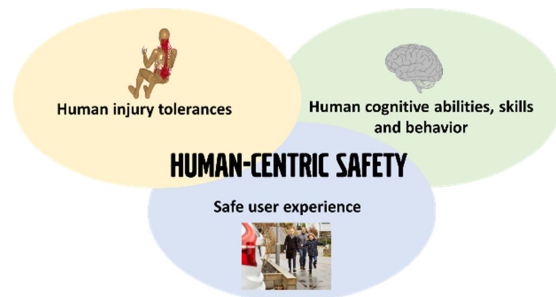 Human injury tolerances
Human cognitive abilities, skills
and behavior
HUMAN-CENTRIC SAFETY
Safe user experience